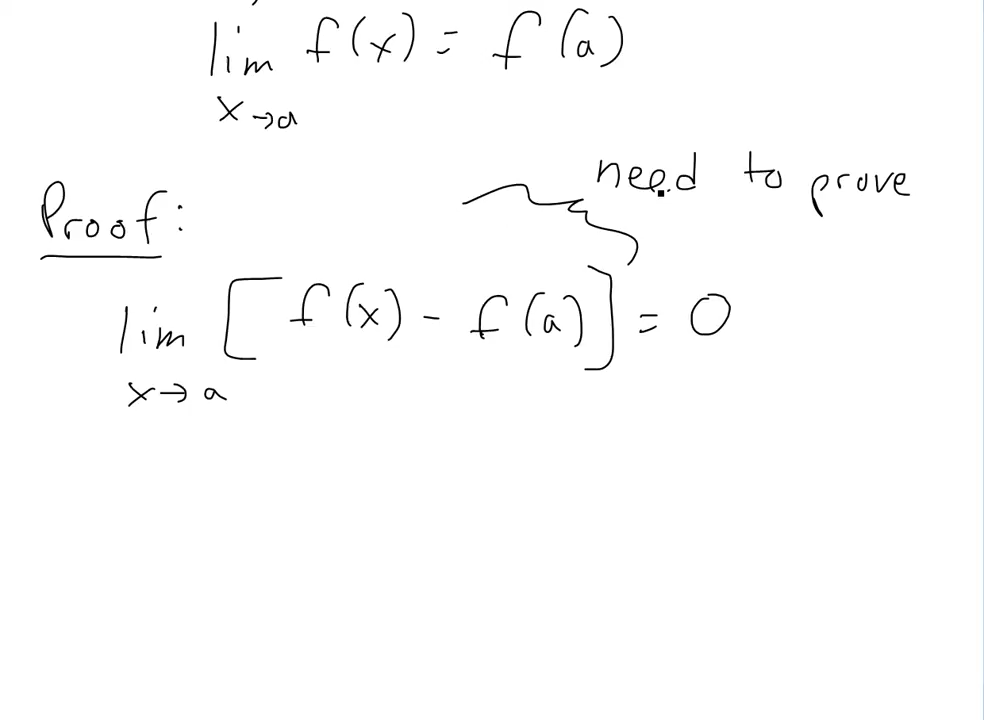 lim f(x) = f(a)
x→a
need to prove
Proof:
lim [f(x) - f(a)] = 0
x→a